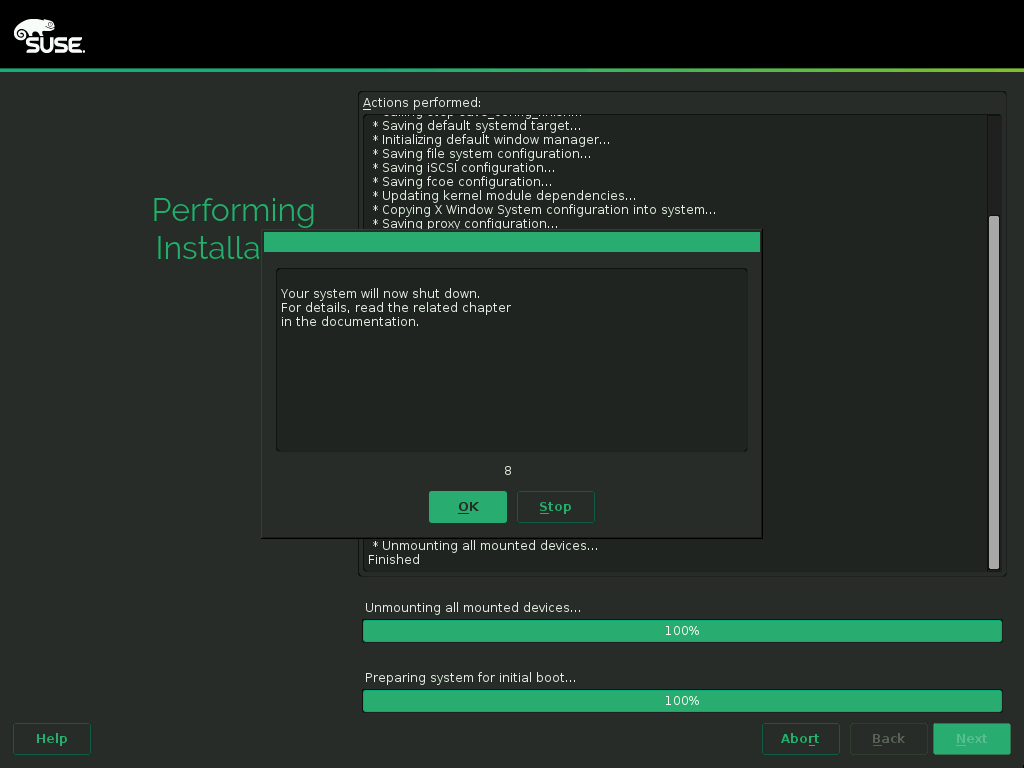 SUSE
Actions performed:
* Saving default systemd target...
* Initializing default window manager...
* Saving file system configuration...
* Saving iSCSI configuration...
* Saving fcoe configuration...
* Updating kernel module dependencies...
* Copying X Window System configuration into system...
* Saving proxy configuration...
Performing
Installa
Your system will now shut down.
For details, read the related chapter
in the documentation.
8
OK Stop
* Unmounting all mounted devices...
Finished
Unmounting all mounted devices...
100%
Preparing system for initial boot...
100%
Help Abort Back Next